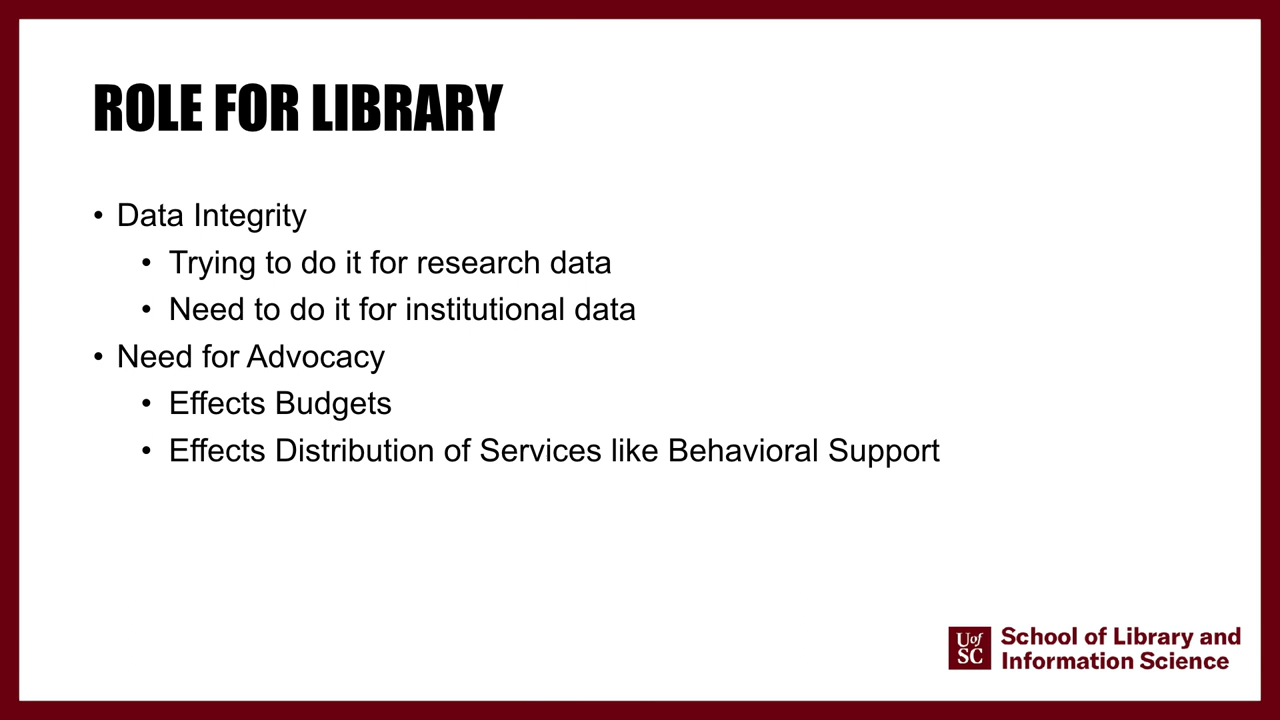 ROLE FOR LIBRARY
• Data Integrity
• Trying to do it for research data
• Need to do it for institutional data
• Need for Advocacy
• Effects Budgets
• Effects Distribution of Services like Behavioral Support
UofSC
School of Library and
Information Science